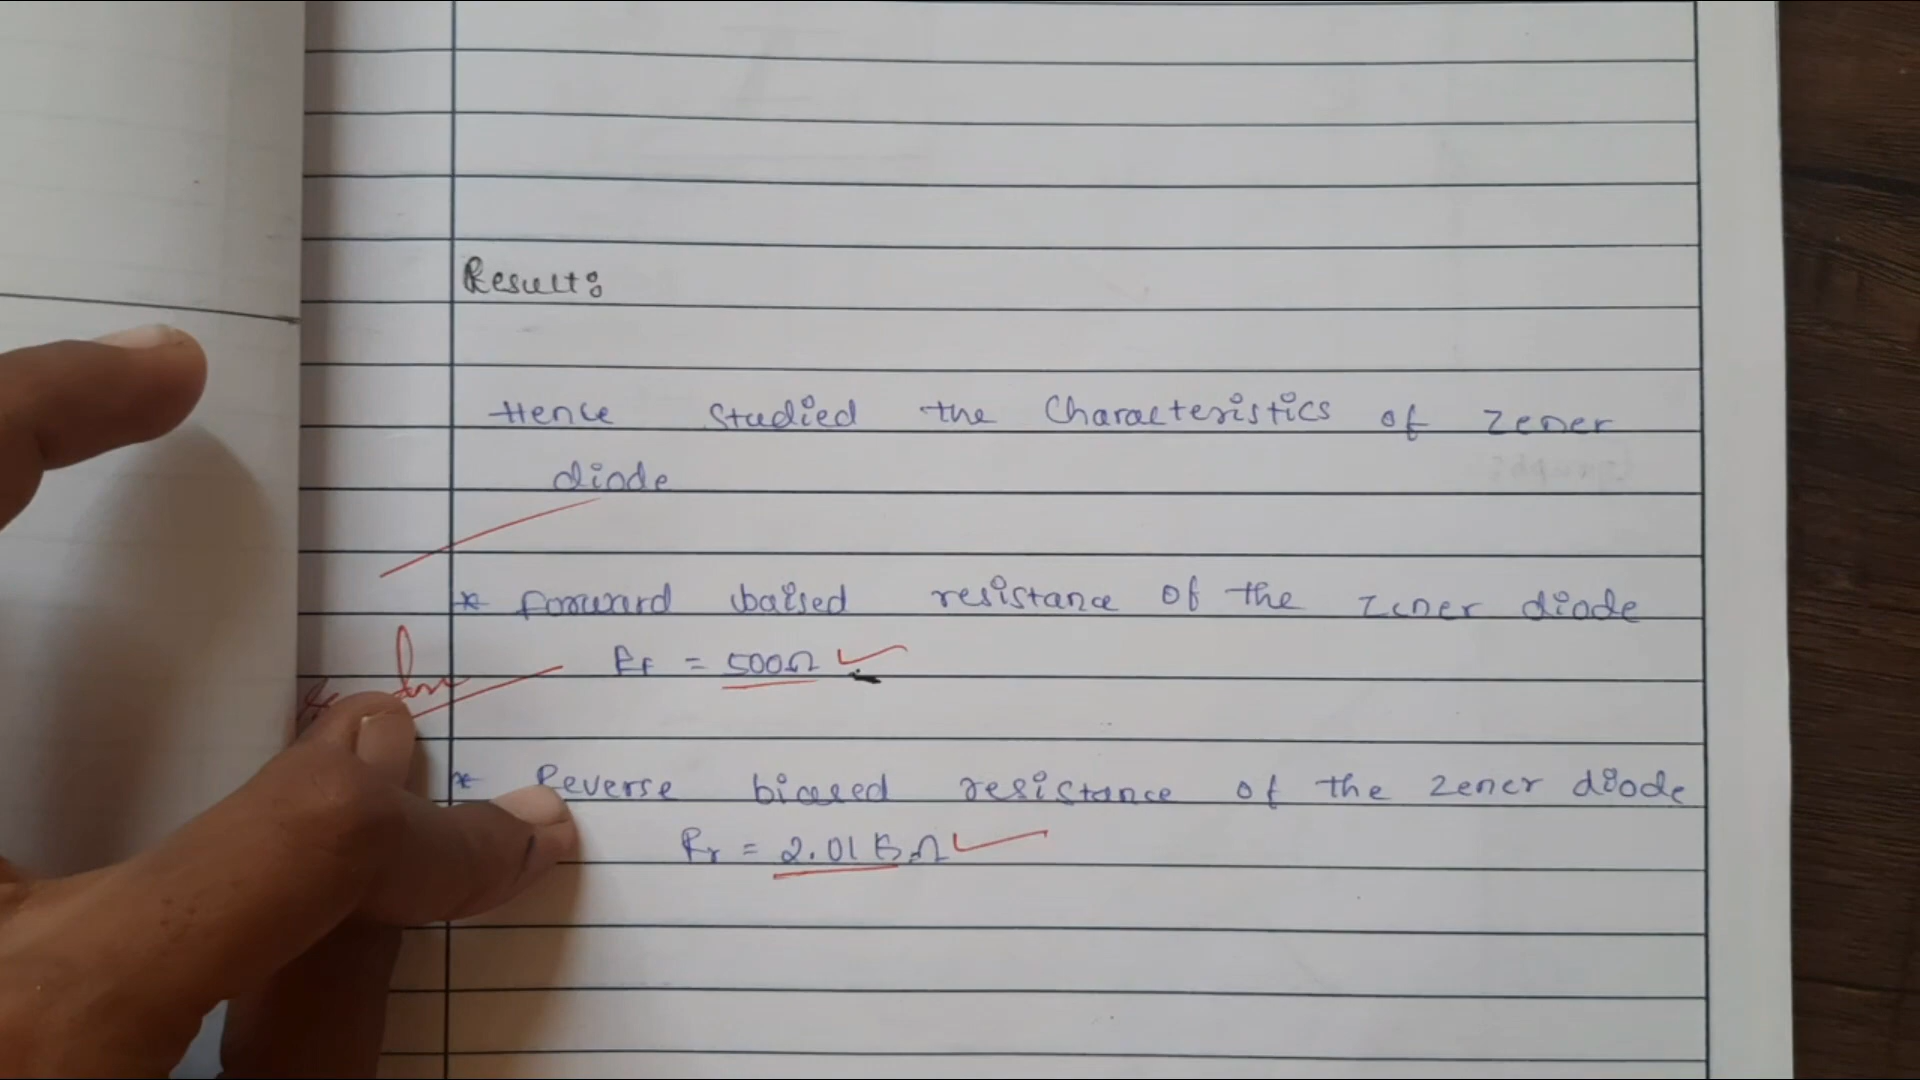 Result:
Hence studied the Characteristics of Zener
diode
* forward baised resistance of the zener diode
Rf = 500Ω
* Reverse biased resistance of the zener diode
Rr = 2.01 KΩ